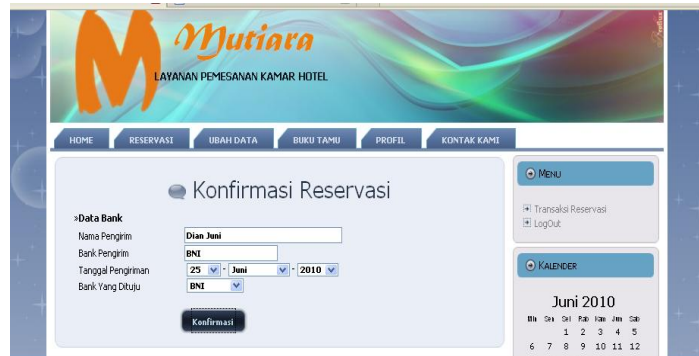 M Mutiara
LAYANAN PEMESANAN KAMAR HOTEL
HOME RESERVASI UBAH DATA BUKU TAMU PROFIL KONTAK KAMI
Konfirmasi Reservasi
»Data Bank
Nama Pengirim Dian Juni
Bank Pengirim BNI
Tanggal Pengiriman 25 - Juni - 2010
Bank Yang Dituju BNI
Konfirmasi
MENU
Transaksi Reservasi
LogOut
KALENDER
Juni 2010
Min Sen Sel Rab Kam Jum Sab
1 2 3 4 5
6 7 8 9 10 11 12